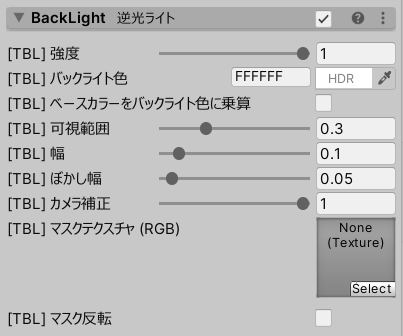 BackLight 逆光ライト
[TBL] 強度 1
[TBL] バックライト色 FFFFFF HDR
[TBL] ベースカラーをバックライト色に乗算
[TBL] 可視範囲 0.3
[TBL] 幅 0.1
[TBL] ぼかし幅 0.05
[TBL] カメラ補正 1
[TBL] マスクテクスチャ (RGB) None
(Texture)
Select
[TBL] マスク反転